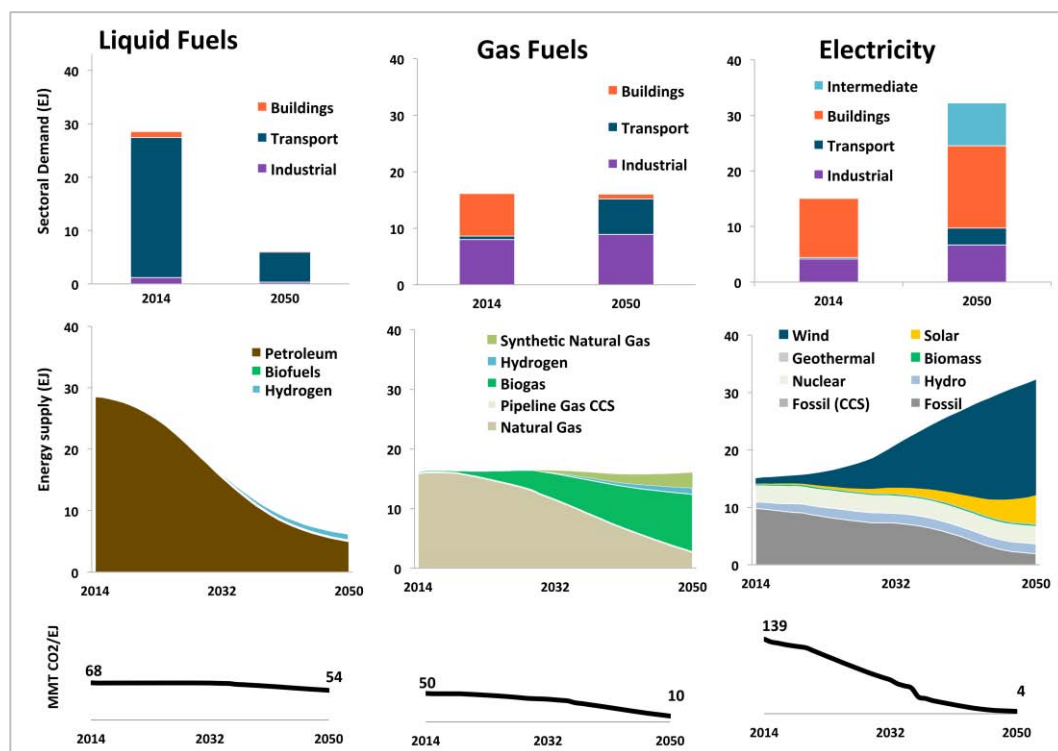 Liquid Fuels
Sectoral Demand (EJ)
40
30
20
10
0
Buildings
Transport
Industrial
2014
2050
Gas Fuels
40
30
20
10
0
Buildings
Transport
Industrial
2014
2050
Electricity
40
30
20
10
0
Intermediate
Buildings
Transport
Industrial
2014
2050
Energy supply (EJ)
40
30
20
10
0
Petroleum
Biofuels
Hydrogen
2014
2032
2050
40
30
20
10
0
Synthetic Natural Gas
Hydrogen
Biogas
Pipeline Gas CCS
Natural Gas
2014
2032
2050
40
30
20
10
0
Wind
Solar
Geothermal
Biomass
Nuclear
Hydro
Fossil (CCS)
Fossil
2014
2032
2050
MMT CO2/EJ
68
54
2014
2032
2050
50
10
2014
2032
2050
139
4
2014
2032
2050